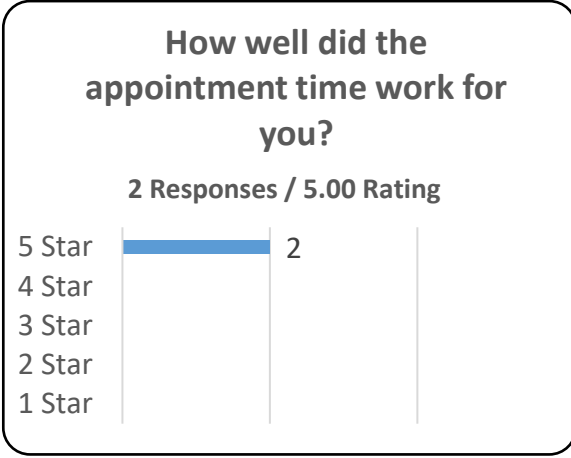 How well did the
appointment time work for
you?
2 Responses / 5.00 Rating
5 Star 2
4 Star
3 Star
2 Star
1 Star